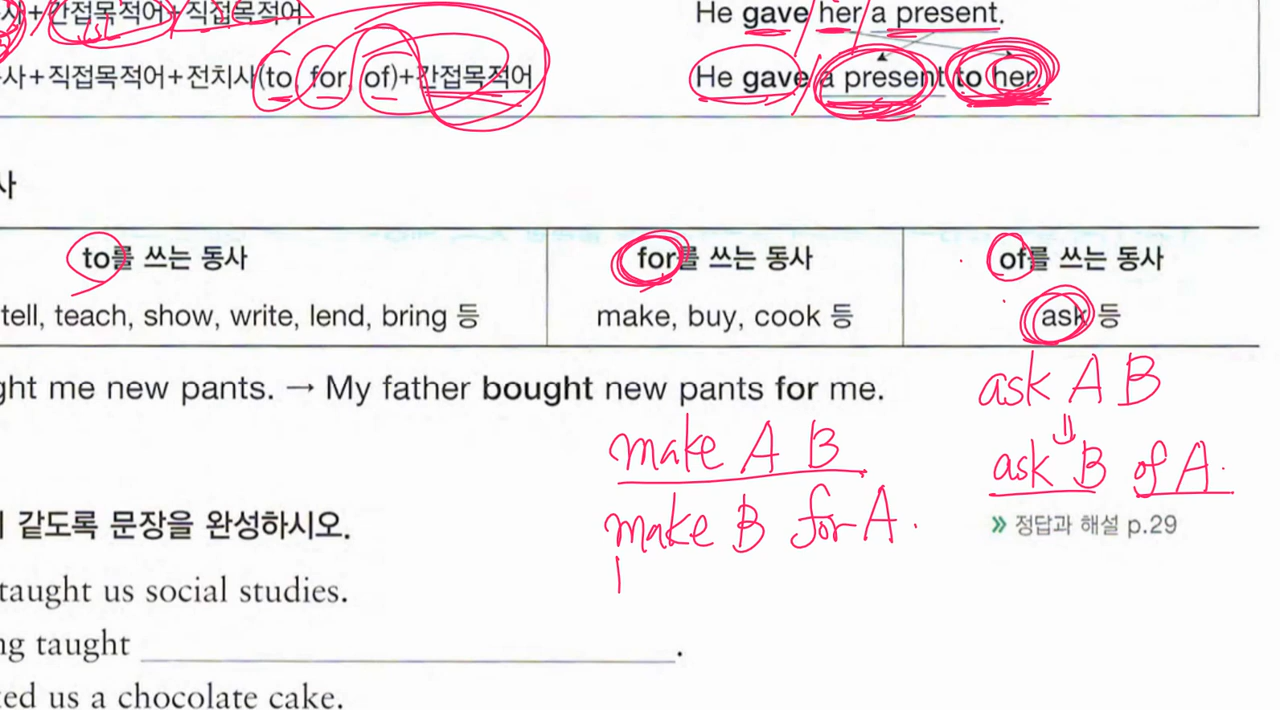 사+간접목적어+직접목적어
He gave her a present.
사+직접목적어+전치사(to, for, of)+간접목적어
He gave a present to her.
사
to를 쓰는 동사
for를 쓰는 동사
of를 쓰는 동사
tell, teach, show, write, lend, bring 등
make, buy, cook 등
ask 등
ght me new pants. → My father bought new pants for me.
ask A B
make A B
⇓
ask B of A.
make B for A.
같도록 문장을 완성하시오.
» 정답과 해설 p.29
taught us social studies.
ng taught ______.
ted us a chocolate cake.